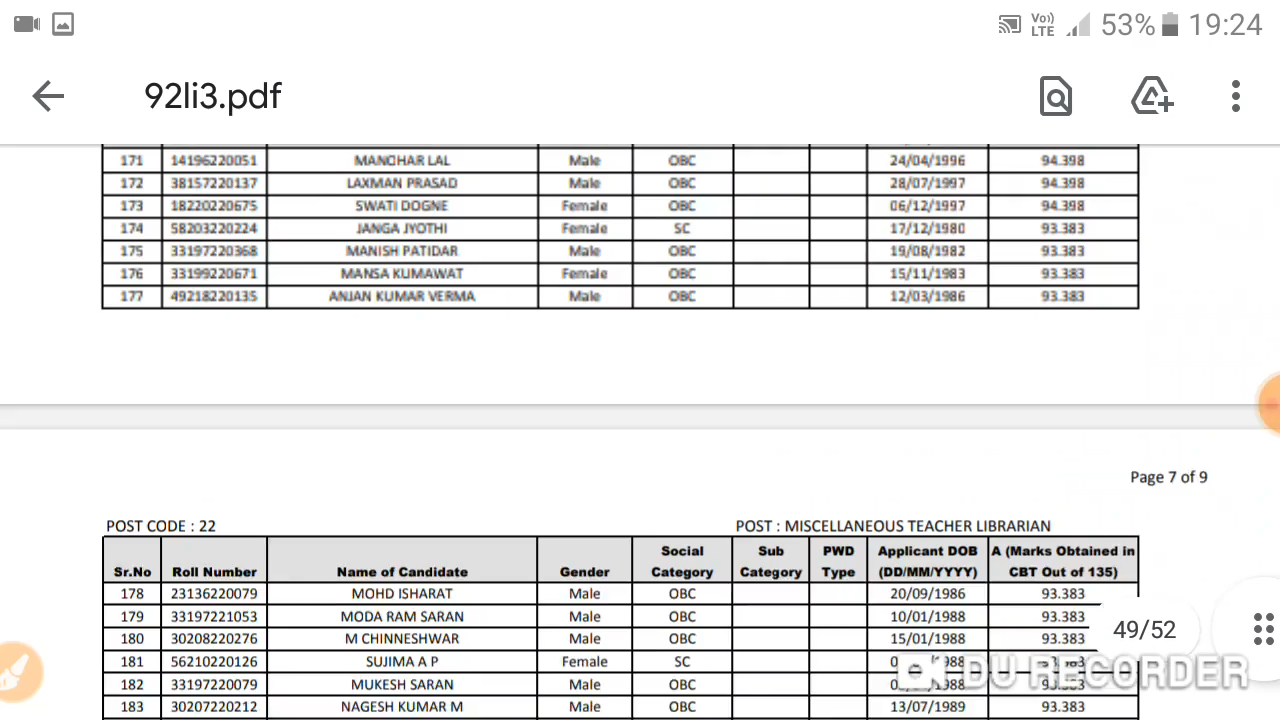 Vo)) LTE 53% 19:24
92li3.pdf
171 14196220051 MANOHAR LAL Male OBC 24/04/1996 94.398
172 38157220137 LAXMAN PRASAD Male OBC 28/07/1997 94.398
173 18220220675 SWATI DOGNE Female OBC 06/12/1997 94.398
174 58203220224 JANGA JYOTHI Female SC 17/12/1980 93.383
175 33197220368 MANISH PATIDAR Male OBC 19/08/1982 93.383
176 33199220671 MANSA KUMAWAT Female OBC 15/11/1983 93.383
177 49218220135 ANJAN KUMAR VERMA Male OBC 12/03/1986 93.383
Page 7 of 9
POST CODE : 22 POST : MISCELLANEOUS TEACHER LIBRARIAN
Social Sub PWD Applicant DOB A (Marks Obtained in
Sr.No Roll Number Name of Candidate Gender Category Category Type (DD/MM/YYYY) CBT Out of 135)
178 23136220079 MOHD ISHARAT Male OBC 20/09/1986 93.383
179 33197221053 MODA RAM SARAN Male OBC 10/01/1988 93.383
180 30208220276 M CHINNESHWAR Male OBC 15/01/1988 93.383
49/52
181 56210220126 SUJIMA A P Female SC
DU RECORDER
182 33197220079 MUKESH SARAN Male OBC
183 30207220212 NAGESH KUMAR M Male OBC 13/07/1989 93.383